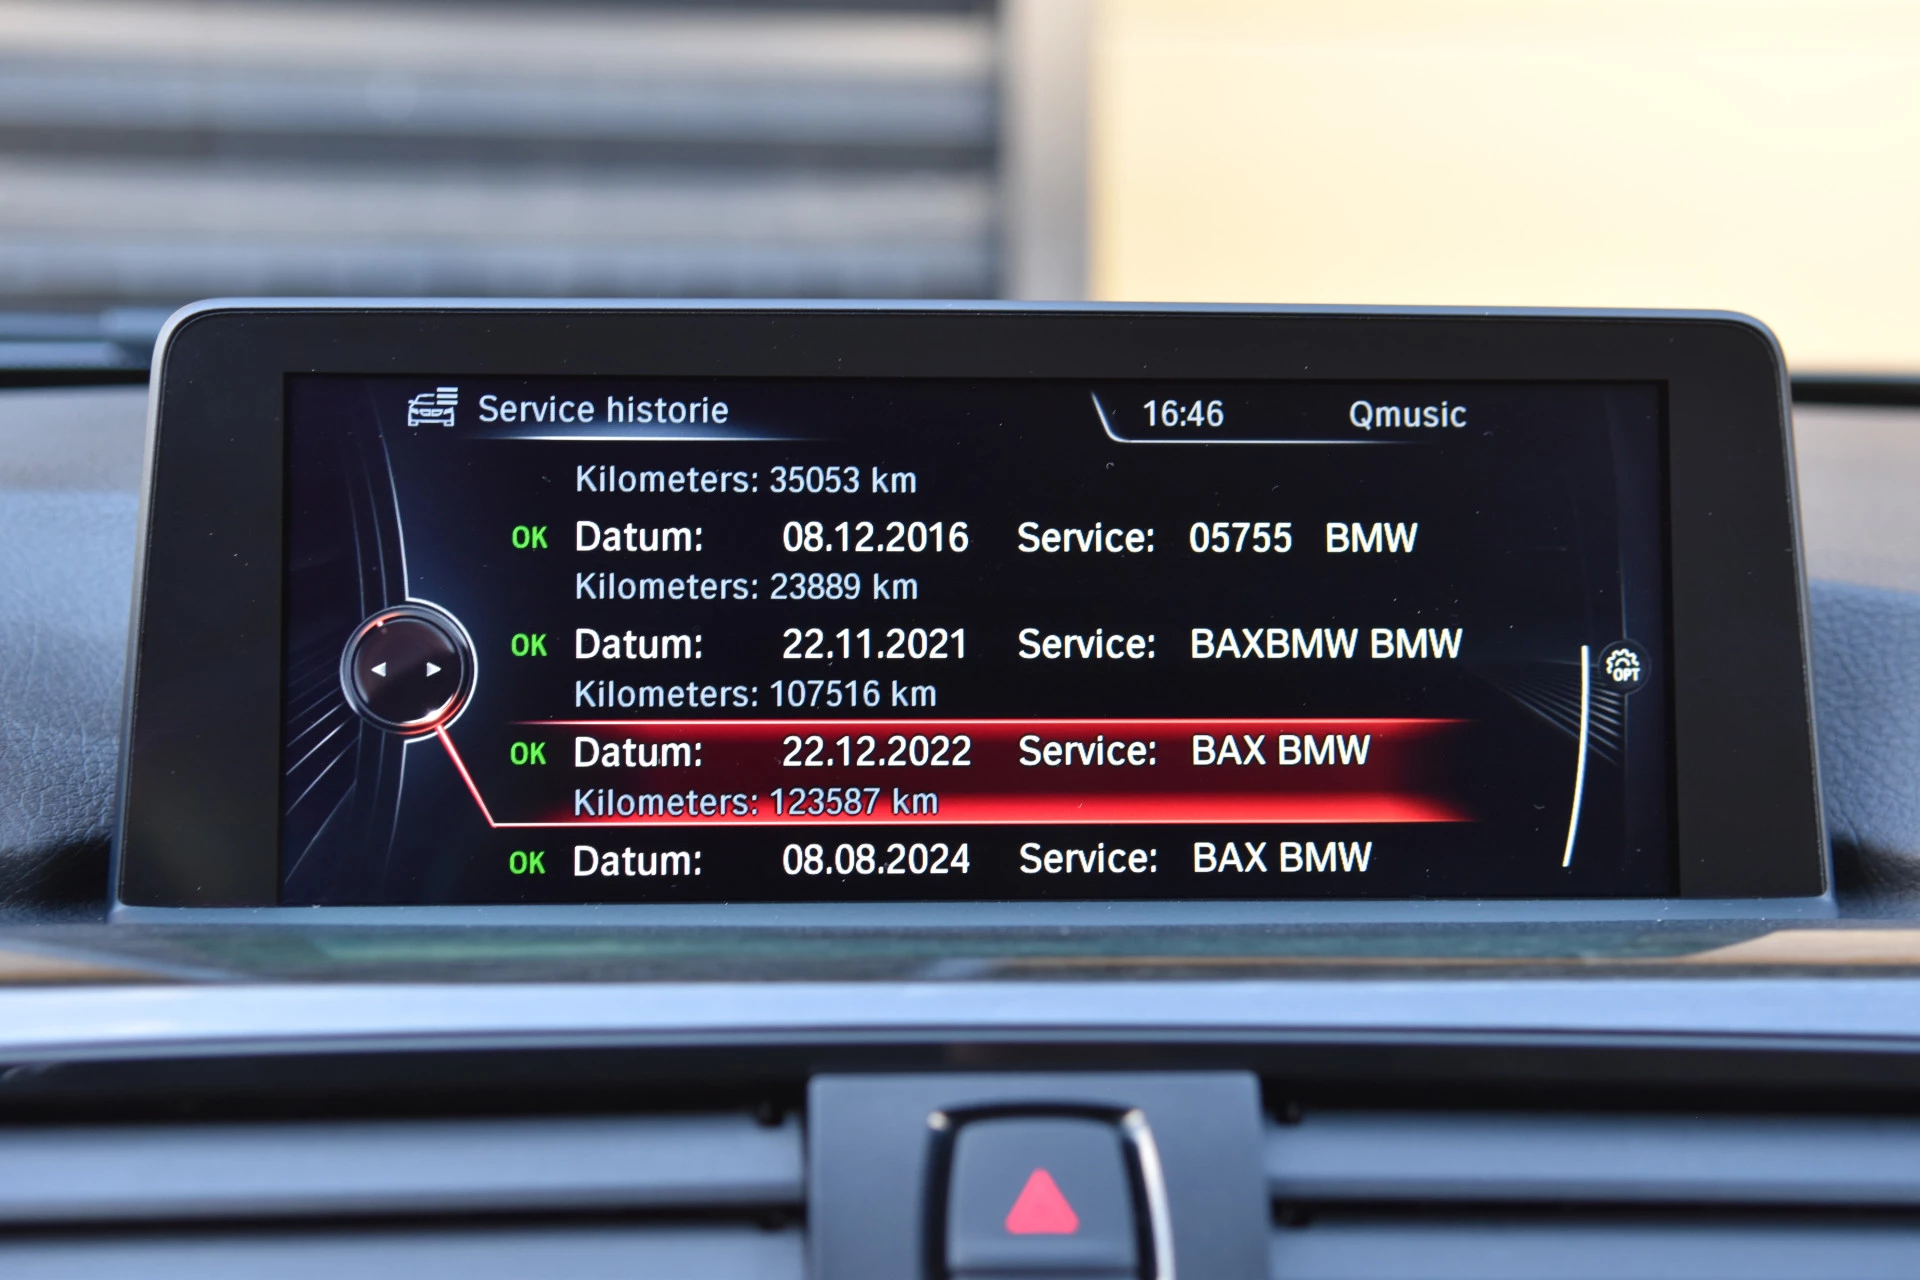 Service historie 16:46 Qmusic
Kilometers: 35053 km
OK Datum: 08.12.2016 Service: 05755 BMW
Kilometers: 23889 km
OK Datum: 22.11.2021 Service: BAXBMW BMW
Kilometers: 107516 km
OK Datum: 22.12.2022 Service: BAX BMW
Kilometers: 123587 km
OK Datum: 08.08.2024 Service: BAX BMW
OPT